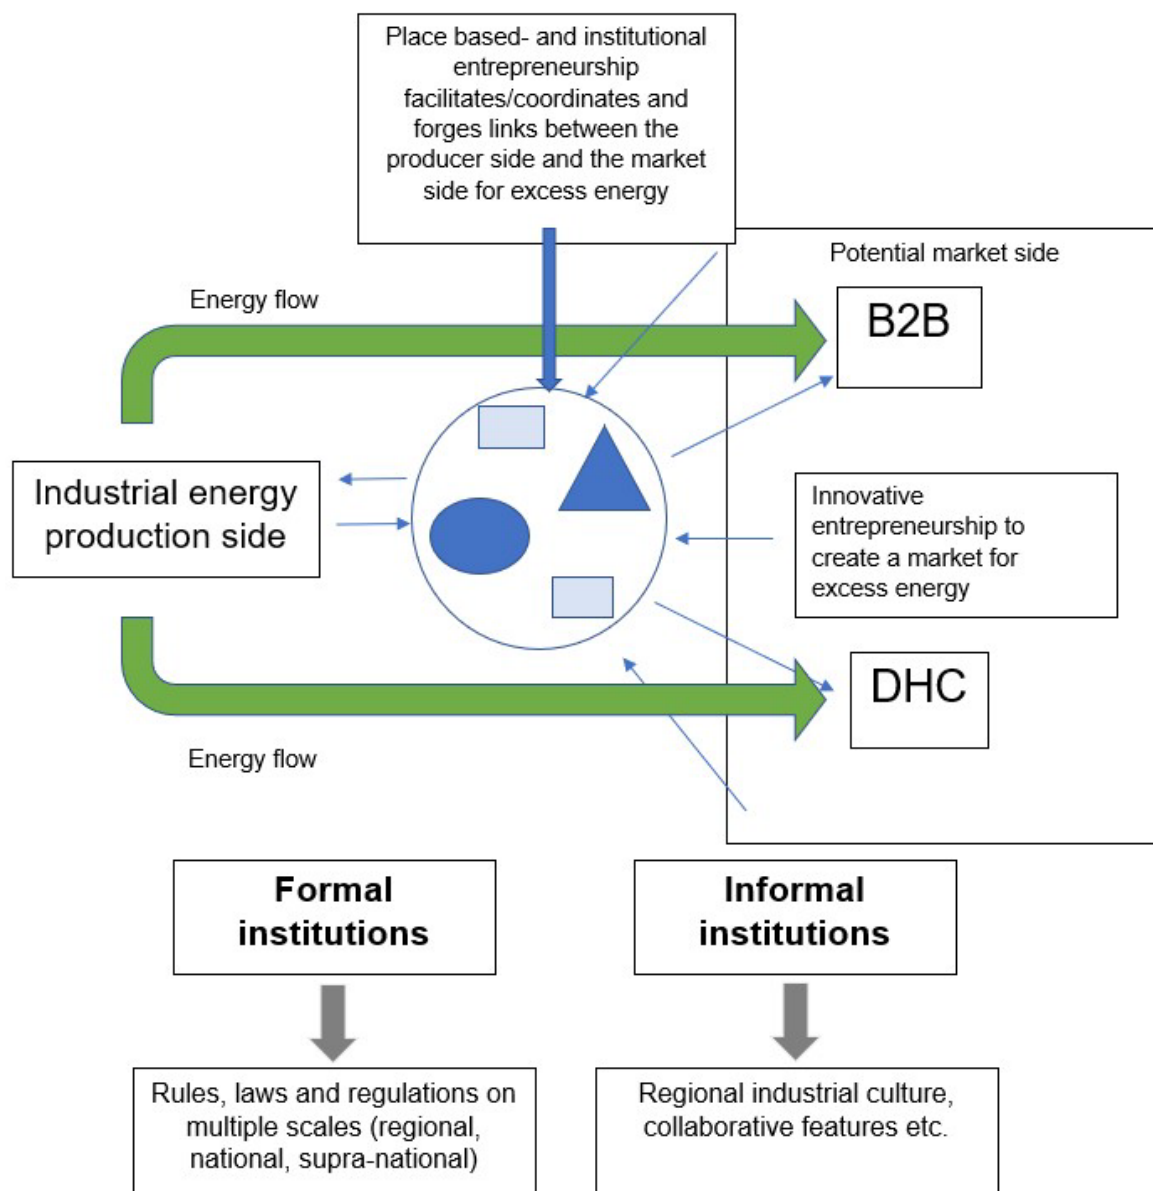 Place based- and institutional
entrepreneurship
facilitates/coordinates and
forges links between the
producer side and the market
side for excess energy
Potential market side
Energy flow
B2B
Industrial energy
production side
Innovative
entrepreneurship to
create a market for
excess energy
DHC
Energy flow
Formal
institutions
Informal
institutions
Rules, laws and regulations on
multiple scales (regional,
national, supra-national)
Regional industrial culture,
collaborative features etc.